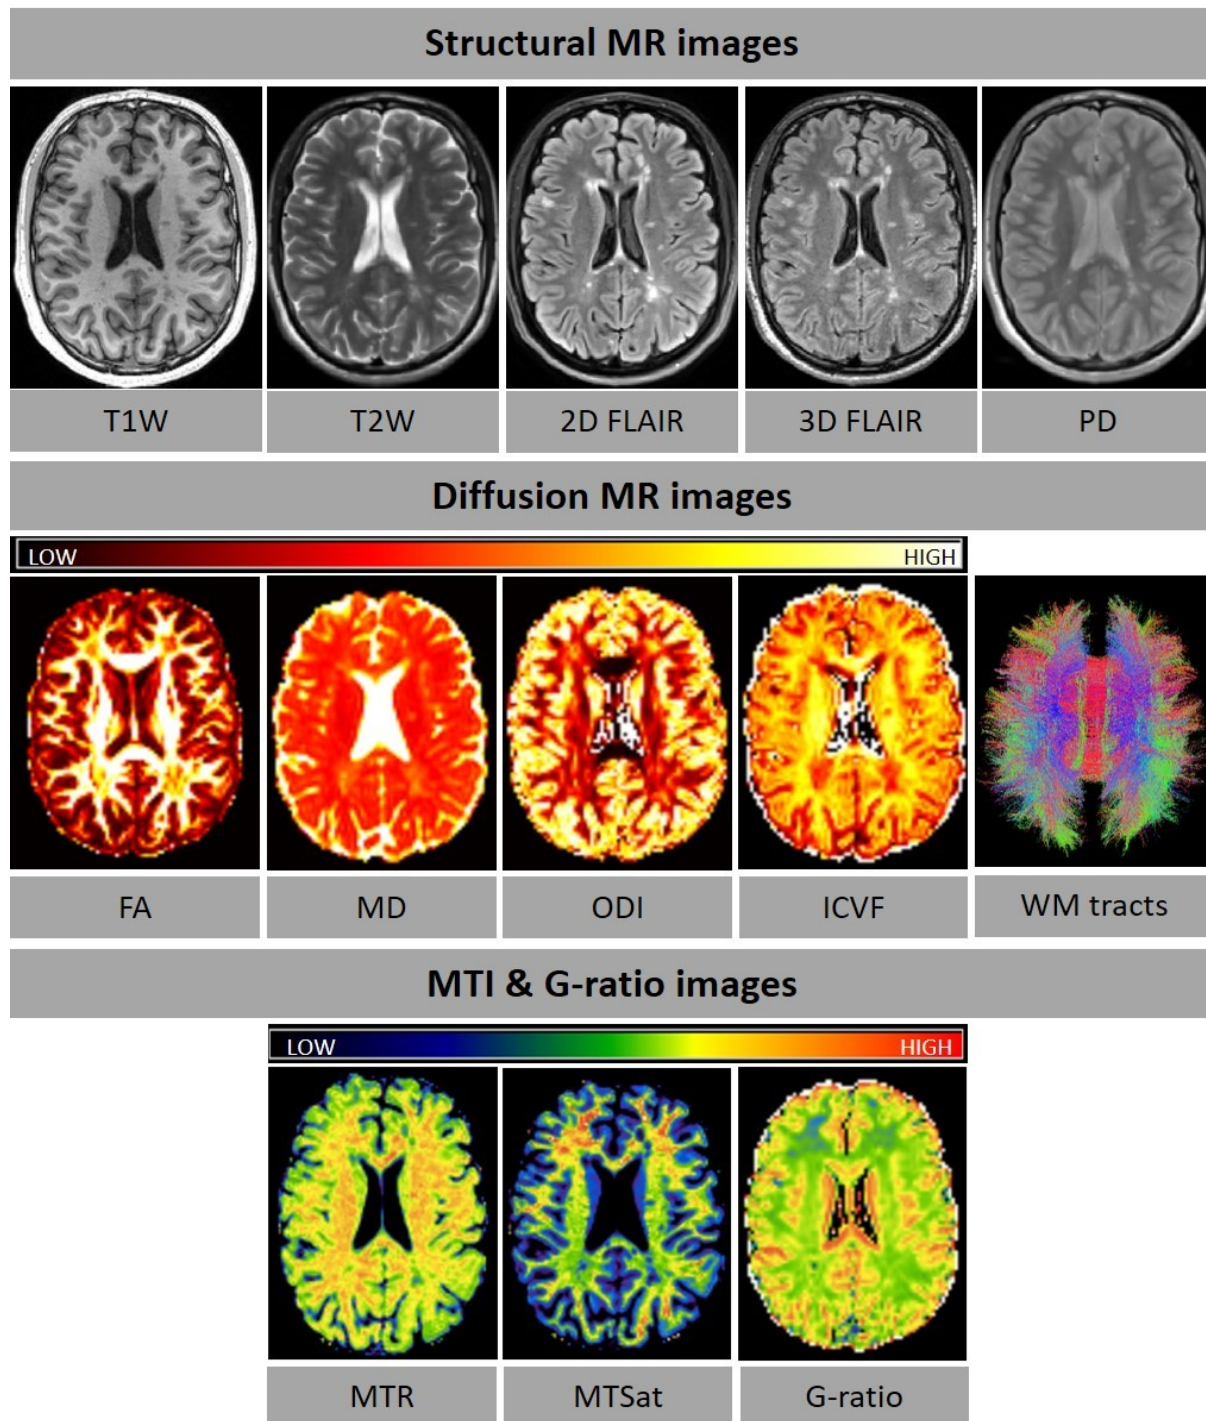 Structural MR images
T1W T2W 2D FLAIR 3D FLAIR PD
Diffusion MR images
LOW HIGH
FA MD ODI ICVF WM tracts
MTI & G-ratio images
LOW HIGH
MTR MTSat G-ratio